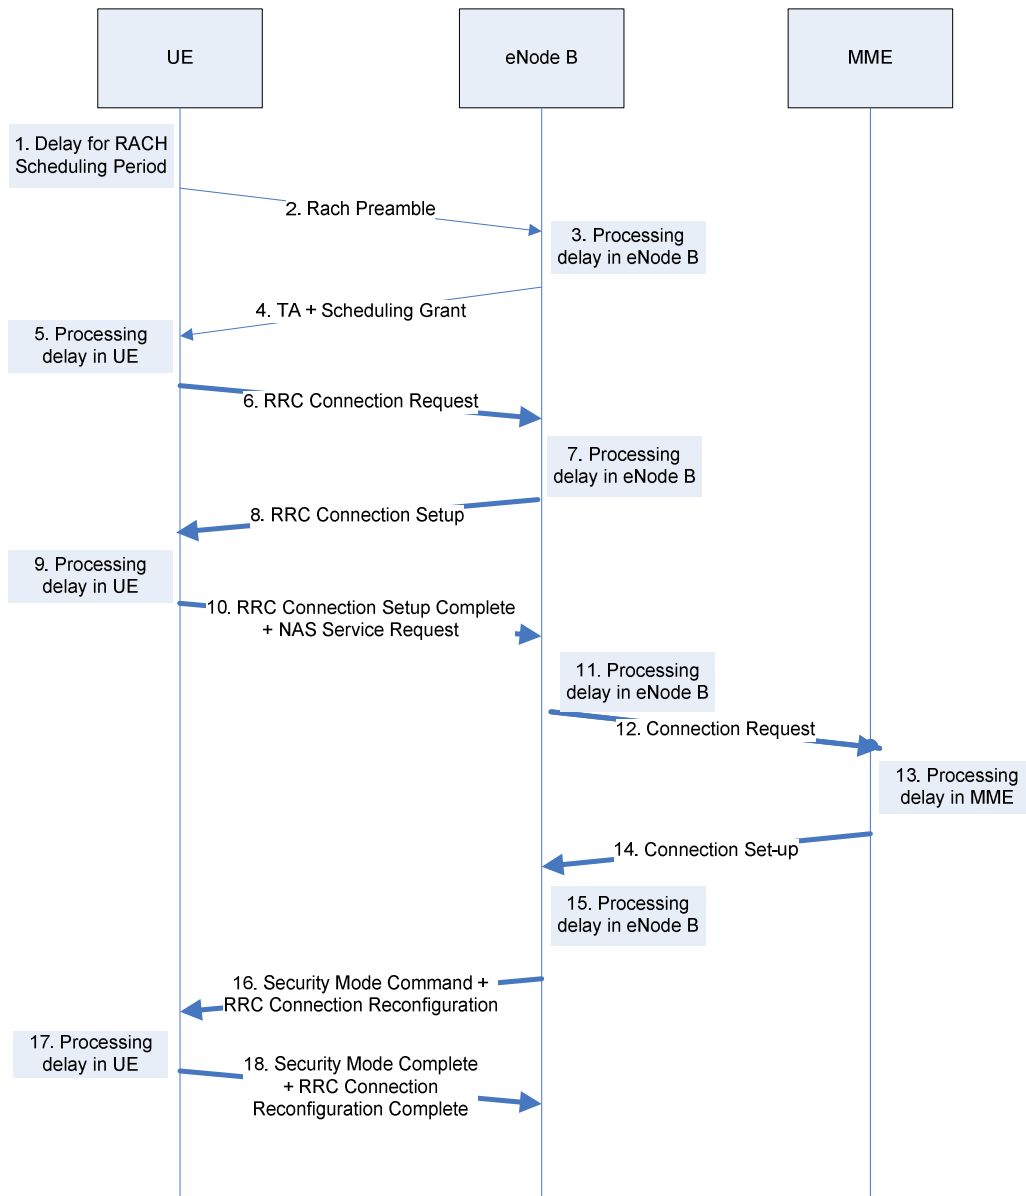 UE
eNode B
MME
1. Delay for RACH
Scheduling Period
2. Rach Preamble
3. Processing
delay in eNode B
4. TA + Scheduling Grant
5. Processing
delay in UE
6. RRC Connection Request
7. Processing
delay in eNode B
8. RRC Connection Setup
9. Processing
delay in UE
10. RRC Connection Setup Complete
+ NAS Service Request
11. Processing
delay in eNode B
12. Connection Request
13. Processing
delay in MME
14. Connection Set-up
15. Processing
delay in eNode B
16. Security Mode Command +
RRC Connection Reconfiguration
17. Processing
delay in UE
18. Security Mode Complete
+ RRC Connection
Reconfiguration Complete